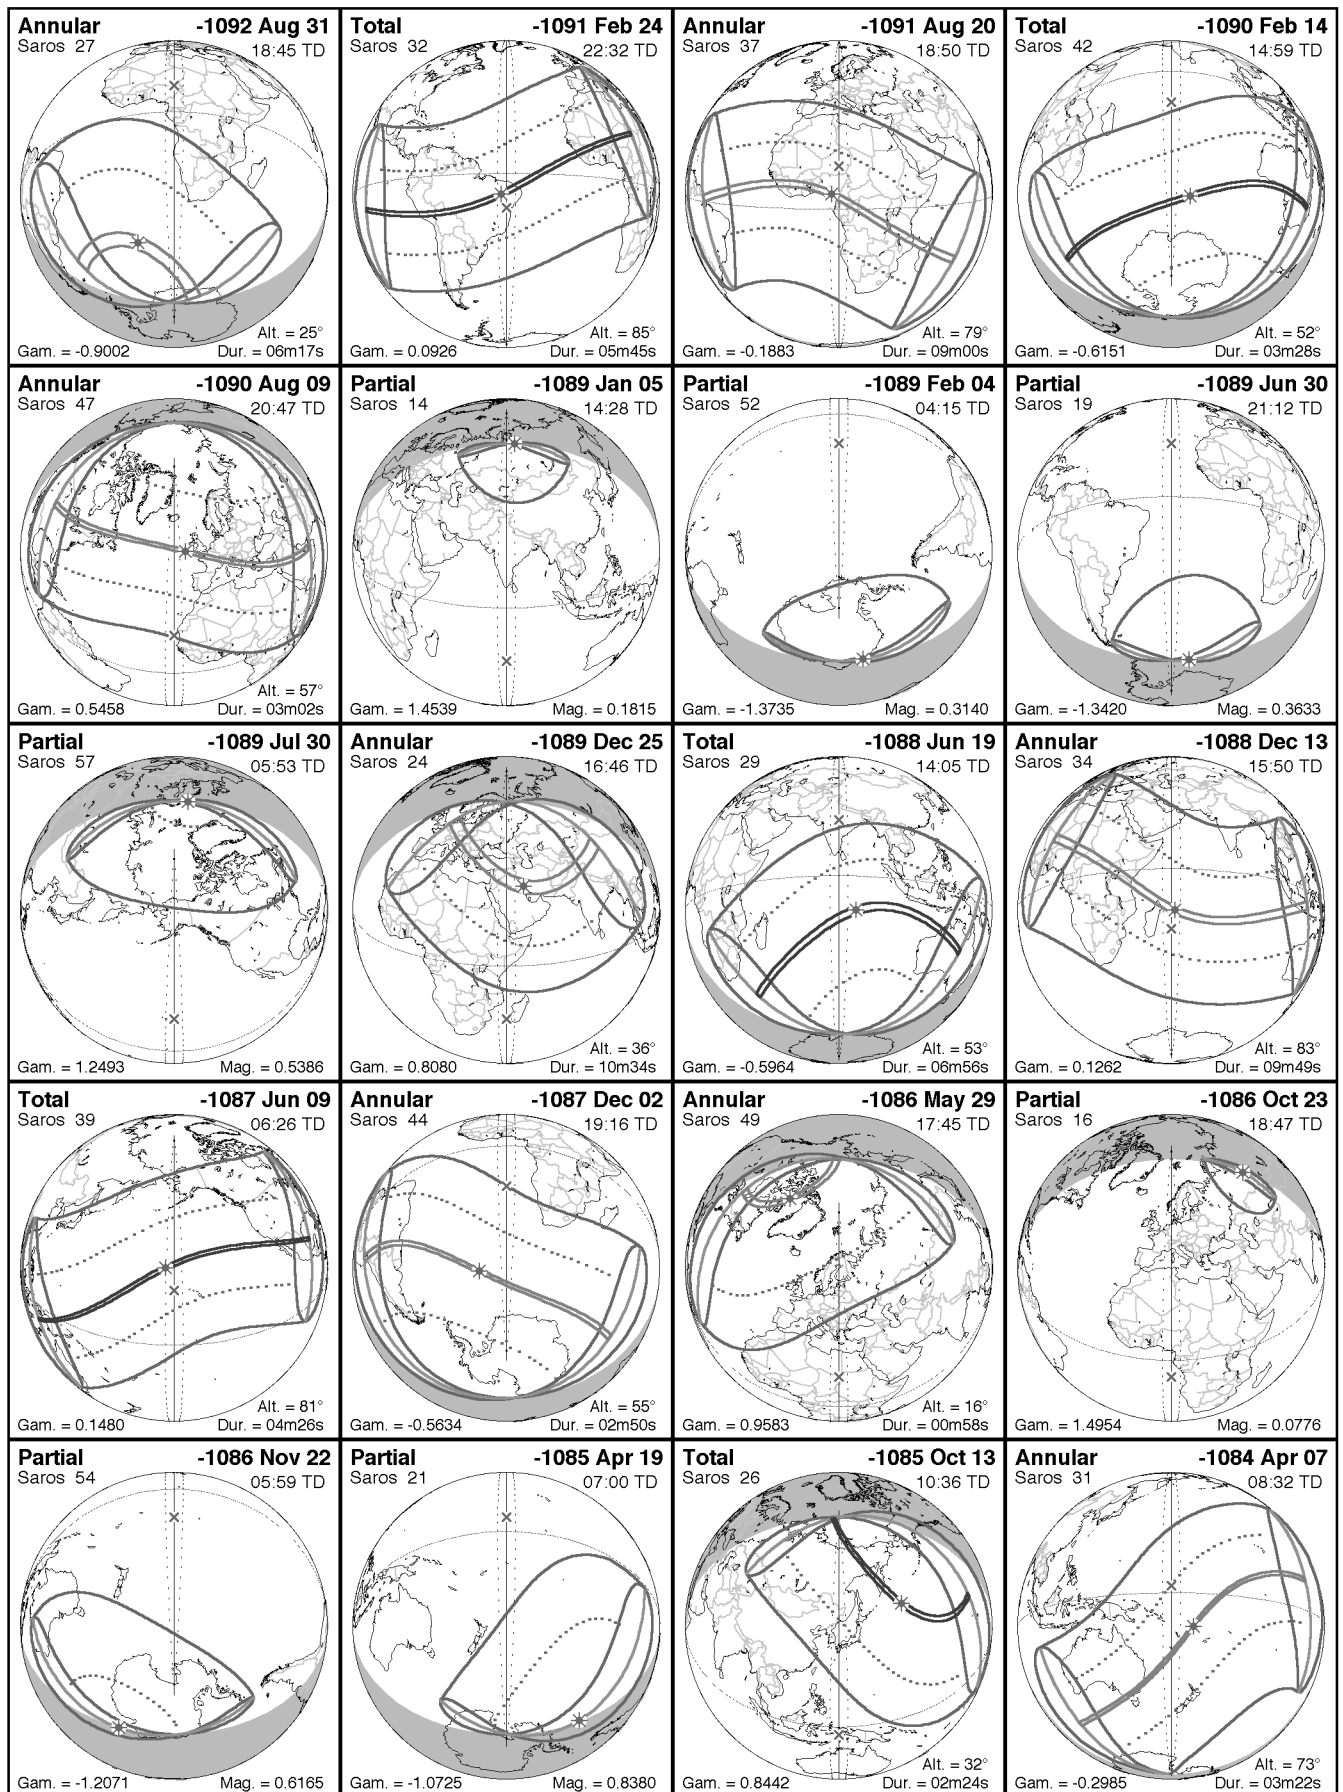 Annular -1092 Aug 31
Saros 27 18:45 TD
Alt. = 25°
Gam. = -0.9002 Dur. = 06m17s
Total -1091 Feb 24
Saros 32 22:32 TD
Alt. = 85°
Gam. = 0.0926 Dur. = 05m45s
Annular -1091 Aug 20
Saros 37 18:50 TD
Alt. = 79°
Gam. = -0.1883 Dur. = 09m00s
Total -1090 Feb 14
Saros 42 14:59 TD
Alt. = 52°
Gam. = -0.6151 Dur. = 03m28s
Annular -1090 Aug 09
Saros 47 20:47 TD
Alt. = 57°
Gam. = 0.5458 Dur. = 03m02s
Partial -1089 Jan 05
Saros 14 14:28 TD
Gam. = 1.4539 Mag. = 0.1815
Partial -1089 Feb 04
Saros 52 04:15 TD
Gam. = -1.3735 Mag. = 0.3140
Partial -1089 Jun 30
Saros 19 21:12 TD
Gam. = -1.3420 Mag. = 0.3633
Partial -1089 Jul 30
Saros 57 05:53 TD
Gam. = 1.2493 Mag. = 0.5386
Annular -1089 Dec 25
Saros 24 16:46 TD
Alt. = 36°
Gam. = 0.8080 Dur. = 10m34s
Total -1088 Jun 19
Saros 29 14:05 TD
Alt. = 53°
Gam. = -0.5964 Dur. = 06m56s
Annular -1088 Dec 13
Saros 34 15:50 TD
Alt. = 83°
Gam. = 0.1262 Dur. = 09m49s
Total -1087 Jun 09
Saros 39 06:26 TD
Alt. = 81°
Gam. = 0.1480 Dur. = 04m26s
Annular -1087 Dec 02
Saros 44 19:16 TD
Alt. = 55°
Gam. = -0.5634 Dur. = 02m50s
Annular -1086 May 29
Saros 49 17:45 TD
Alt. = 16°
Gam. = 0.9583 Dur. = 00m58s
Partial -1086 Oct 23
Saros 16 18:47 TD
Gam. = 1.4954 Mag. = 0.0776
Partial -1086 Nov 22
Saros 54 05:59 TD
Gam. = -1.2071 Mag. = 0.6165
Partial -1085 Apr 19
Saros 21 07:00 TD
Gam. = -1.0725 Mag. = 0.8380
Total -1085 Oct 13
Saros 26 10:36 TD
Alt. = 32°
Gam. = 0.8442 Dur. = 02m24s
Annular -1084 Apr 07
Saros 31 08:32 TD
Alt. = 73°
Gam. = -0.2985 Dur. = 03m22s